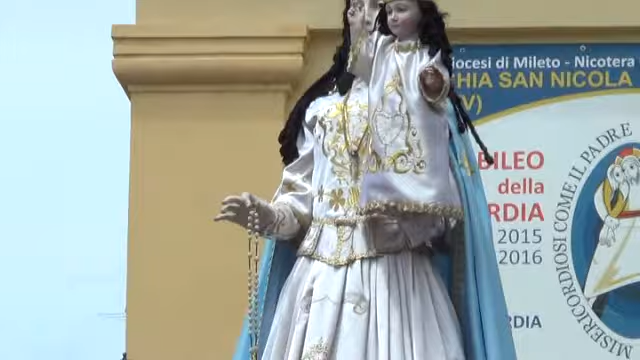 iocesi di Mileto - Nicotera
HIA SAN NICOLA
V)
BILEO
della
RDIA
2015
2016
RDIA
MISERICORDIOSI COME IL PADRE